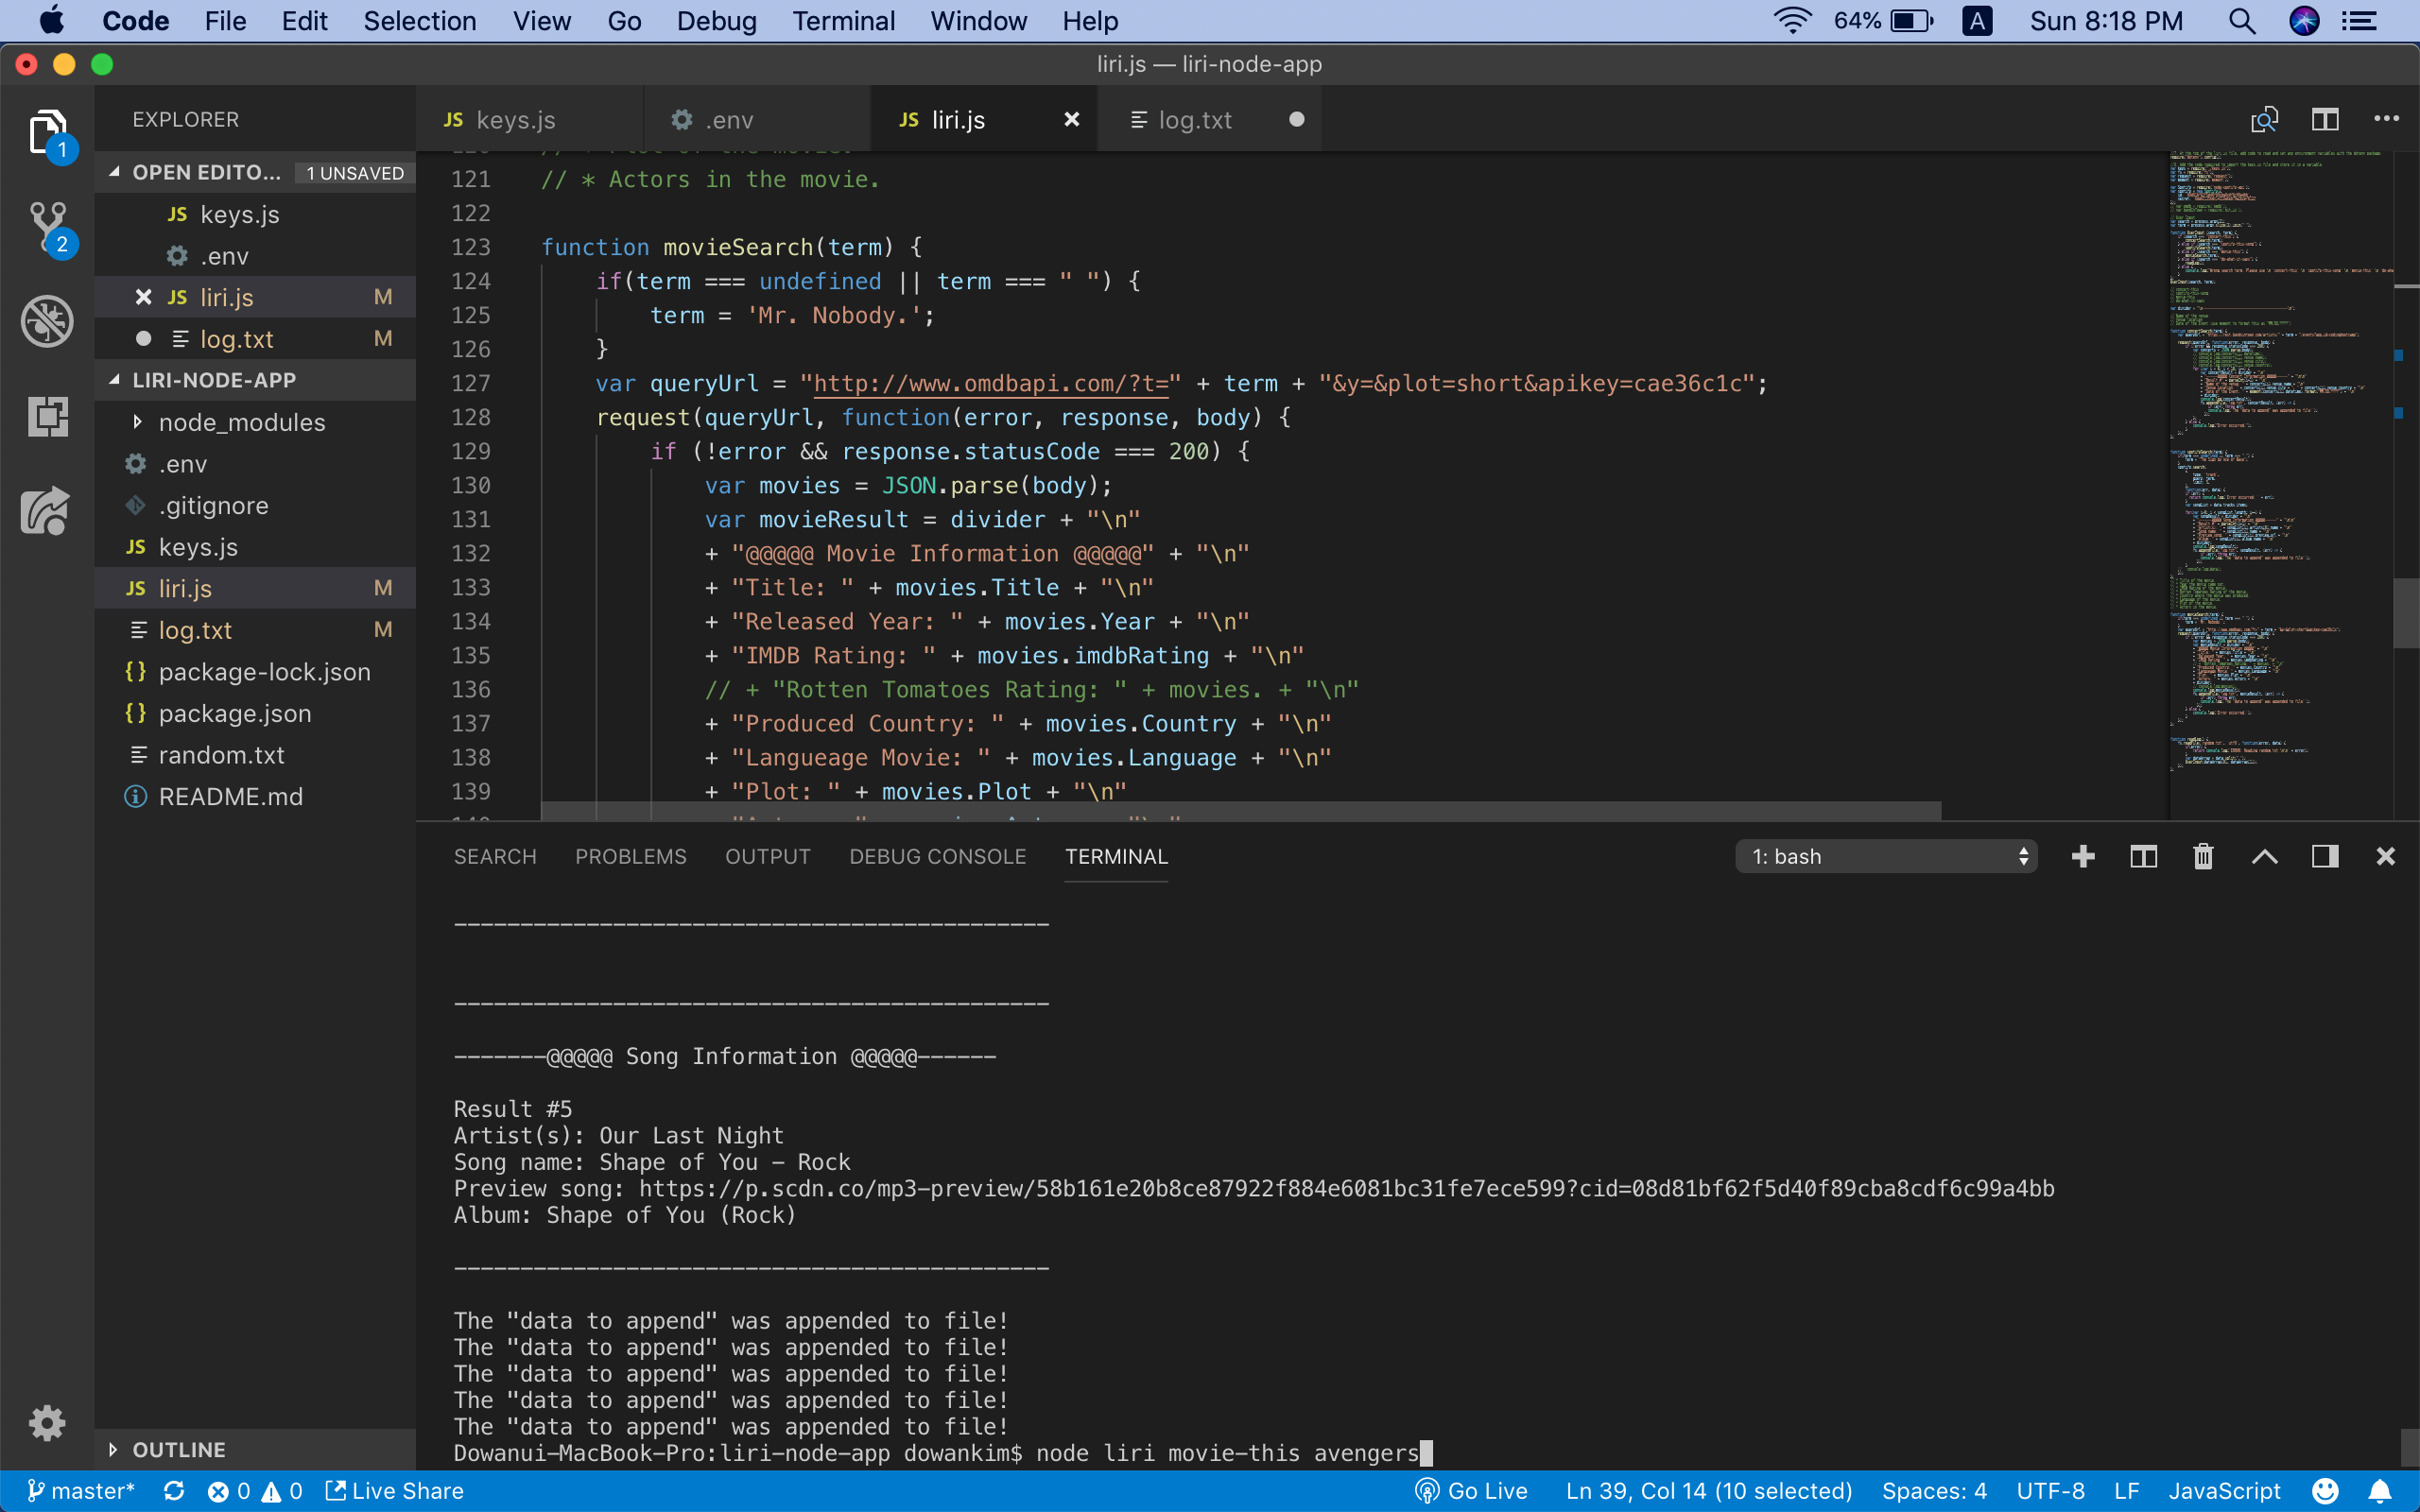 Code File Edit Selection View Go Debug Terminal Window Help 64% A Sun 8:18 PM
liri.js — liri-node-app
EXPLORER
OPEN EDITO... 1 UNSAVED
JS keys.js
.env
JS liri.js M
log.txt M
LIRI-NODE-APP
node_modules
.env
.gitignore
JS keys.js
JS liri.js M
log.txt M
{} package-lock.json
{} package.json
random.txt
README.md
OUTLINE
1
2
JS keys.js .env JS liri.js log.txt
121 // * Actors in the movie.
122
123 function movieSearch(term) {
124 if(term === undefined || term === " ") {
125 term = 'Mr. Nobody.';
126 }
127 var queryUrl = "http://www.omdbapi.com/?t=" + term + "&y=&plot=short&apikey=cae36c1c";
128 request(queryUrl, function(error, response, body) {
129 if (!error && response.statusCode === 200) {
130 var movies = JSON.parse(body);
131 var movieResult = divider + "\n"
132 + "@@@@@ Movie Information @@@@@" + "\n"
133 + "Title: " + movies.Title + "\n"
134 + "Released Year: " + movies.Year + "\n"
135 + "IMDB Rating: " + movies.imdbRating + "\n"
136 // + "Rotten Tomatoes Rating: " + movies. + "\n"
137 + "Produced Country: " + movies.Country + "\n"
138 + "Langueage Movie: " + movies.Language + "\n"
139 + "Plot: " + movies.Plot + "\n"
SEARCH PROBLEMS OUTPUT DEBUG CONSOLE TERMINAL 1: bash
---------------------------------------------
---------------------------------------------
-------@@@@@ Song Information @@@@@------
Result #5
Artist(s): Our Last Night
Song name: Shape of You - Rock
Preview song: https://p.scdn.co/mp3-preview/58b161e20b8ce87922f884e6081bc31fe7ece599?cid=08d81bf62f5d40f89cba8cdf6c99a4bb
Album: Shape of You (Rock)
---------------------------------------------
The "data to append" was appended to file!
The "data to append" was appended to file!
The "data to append" was appended to file!
The "data to append" was appended to file!
The "data to append" was appended to file!
Dowanui-MacBook-Pro:liri-node-app dowankim$ node liri movie-this avengers
master* 0 0 Live Share Go Live Ln 39, Col 14 (10 selected) Spaces: 4 UTF-8 LF JavaScript